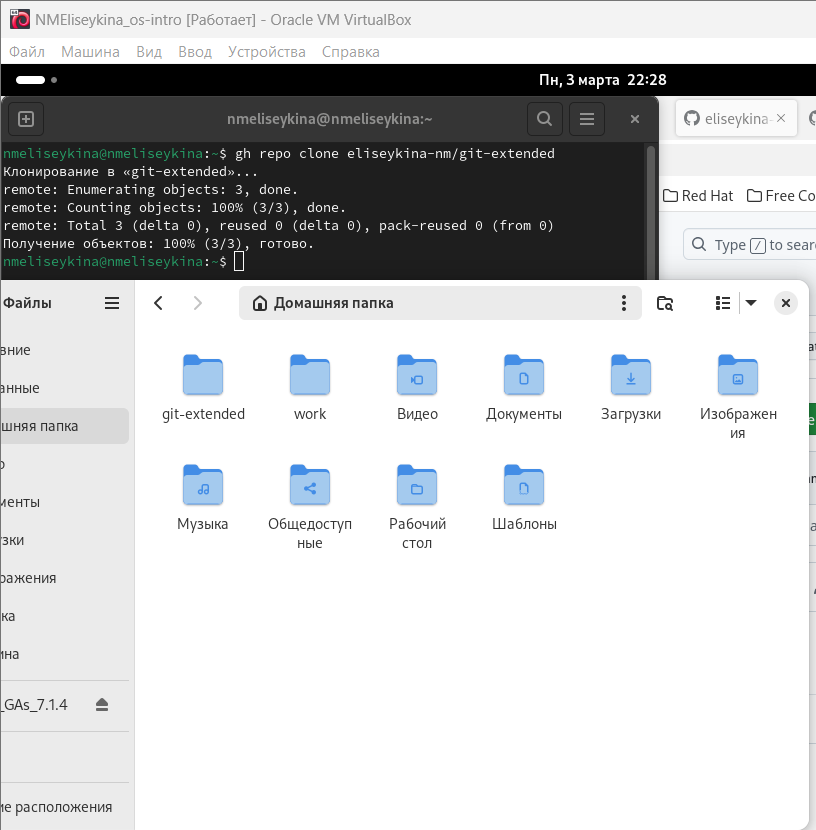 NMEliseykina_os-intro [Работает] - Oracle VM VirtualBox
Файл Машина Вид Ввод Устройства Справка
Пн, 3 марта 22:28
nmeliseykina@nmeliseykina:~
eliseykina-
nmeliseykina@nmeliseykina:~$ gh repo clone eliseykina-nm/git-extended
Клонирование в «git-extended»...
remote: Enumerating objects: 3, done.
remote: Counting objects: 100% (3/3), done.
remote: Total 3 (delta 0), reused 0 (delta 0), pack-reused 0 (from 0)
Получение объектов: 100% (3/3), готово.
nmeliseykina@nmeliseykina:~$
Red Hat Free Co
Type / to sear
Файлы
Домашняя папка
вние
анные
шняя папка
менты
зки
ражения
ка
ина
_GAs_7.1.4
ие расположения
git-extended work Видео Документы Загрузки Изображен
ия
Музыка Общедоступ Рабочий Шаблоны
ные стол